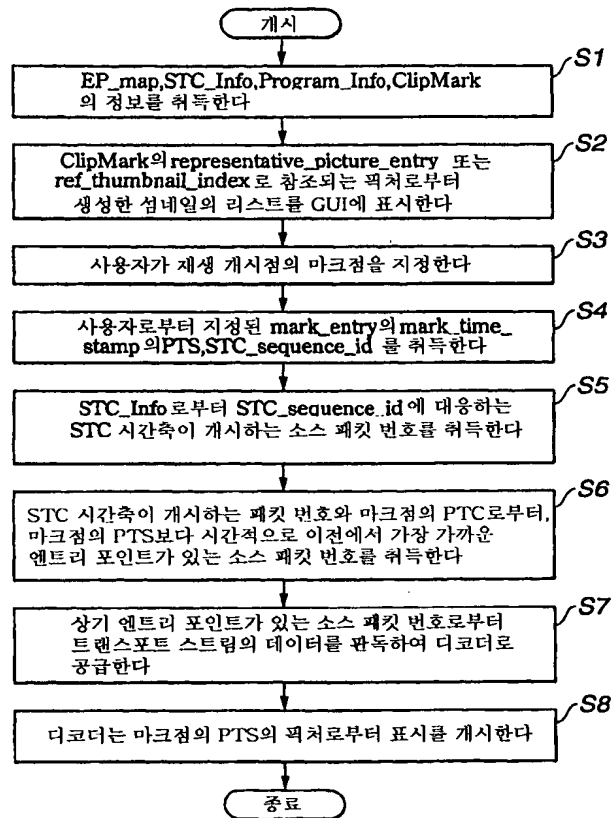 개시
S1
EP_map,STC_Info,Program_Info,ClipMark
의 정보를 취득한다
S2
ClipMark의 representative_picture_entry 또는
ref_thumbnail_index로 참조되는 픽처로부터
생성한 섬네일의 리스트를 GUI에 표시한다
S3
사용자가 재생 개시점의 마크점을 지정한다
S4
사용자로부터 지정된 mark_entry의 mark_time_
stamp의 PTS,STC_sequence_id 를 취득한다
S5
STC_Info로부터 STC_sequence_id에 대응하는
STC 시간축이 개시하는 소스 패킷 번호를 취득한다
S6
STC 시간축이 개시하는 패킷 번호와 마크점의 PTC로부터,
마크점의 PTS보다 시간적으로 이전에서 가장 가까운
엔트리 포인트가 있는 소스 패킷 번호를 취득한다
S7
상기 엔트리 포인트가 있는 소스 패킷 번호로부터
트랜스포트 스트림의 데이터를 판독하여 디코더로
공급한다
S8
디코더는 마크점의 PTS의 픽처로부터 표시를 개시한다
종료